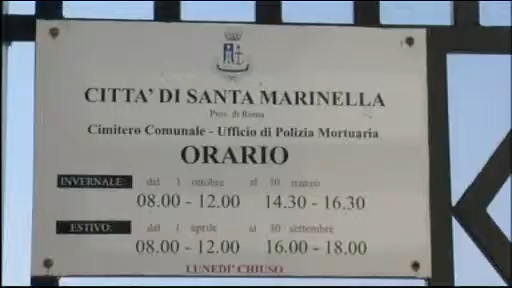 CITTA' DI SANTA MARINELLA
Prov. di Roma
Cimitero Comunale - Ufficio di Polizia Mortuaria
ORARIO
INVERNALE: dal 1 ottobre al 30 marzo
08.00 - 12.00 14.30 - 16.30
ESTIVO: dal 1 aprile al 30 settembre
08.00 - 12.00 16.00 - 18.00
LUNEDI' CHIUSO